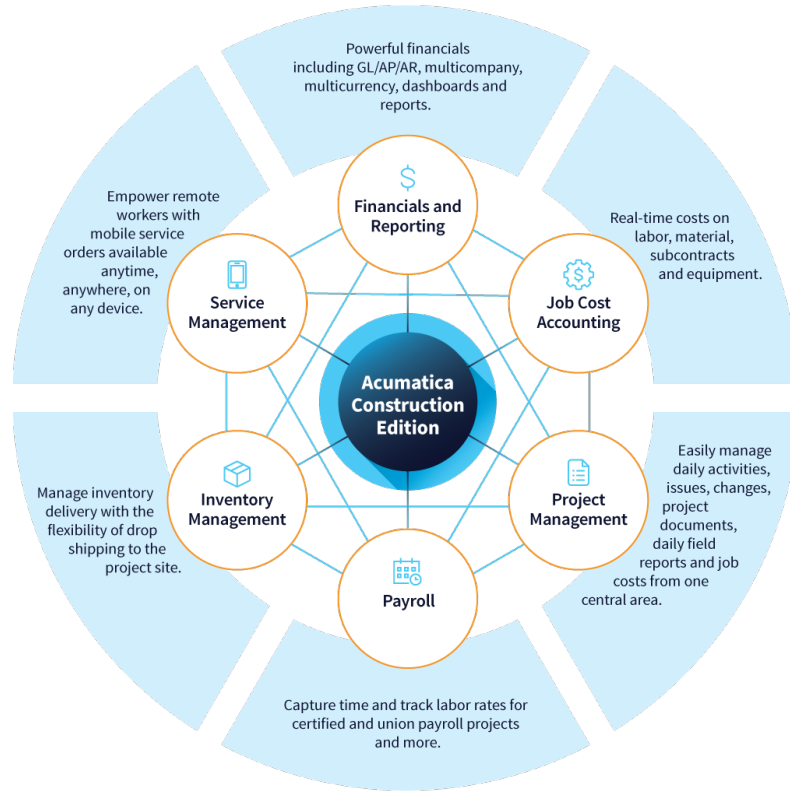 Powerful financials
including GL/AP/AR, multicompany,
multicurrency, dashboards and
reports.
Financials and
Reporting
Real-time costs on
labor, material,
subcontracts
and equipment.
Job Cost
Accounting
Easily manage
daily activities,
issues, changes,
project
documents,
daily field
reports and job
costs from one
central area.
Project
Management
Capture time and track labor rates for
certified and union payroll projects
and more.
Payroll
Manage inventory
delivery with the
flexibility of drop
shipping to the
project site.
Inventory
Management
Empower remote
workers with
mobile service
orders available
anytime,
anywhere, on
any device.
Service
Management
Acumatica
Construction
Edition